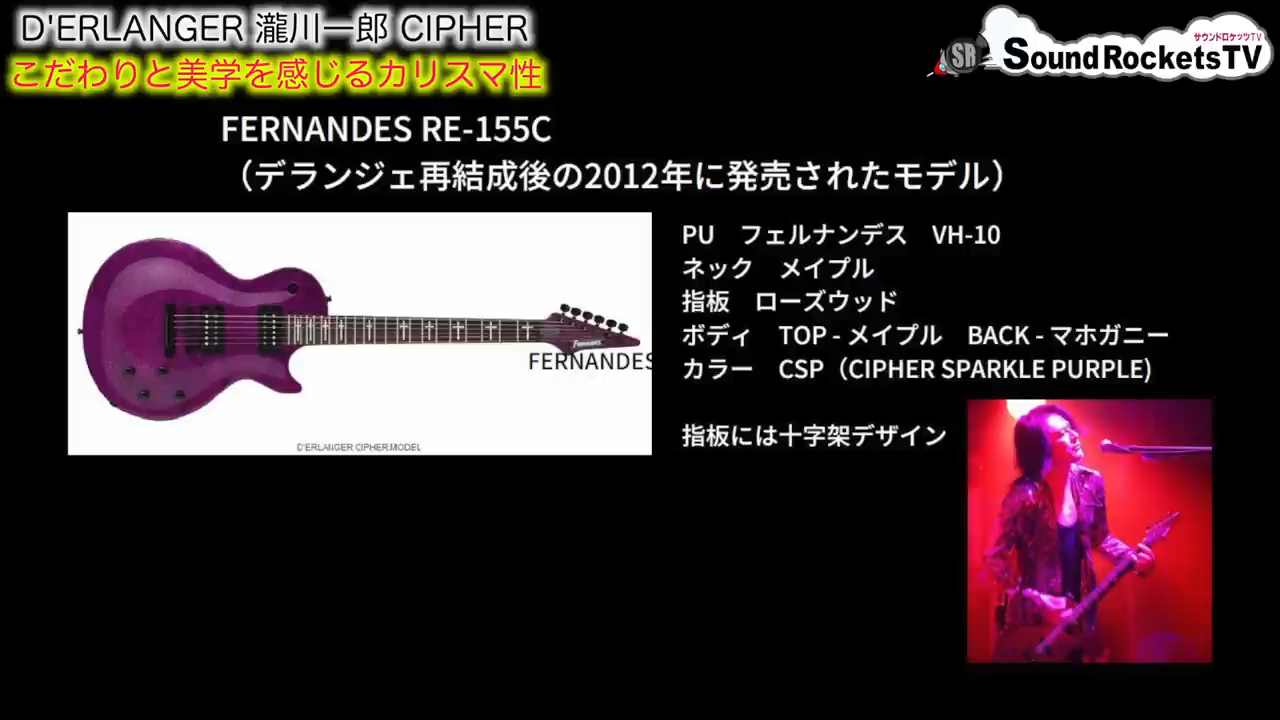 D'ERLANGER 瀧川一郎 CIPHER
こだわりと美学を感じるカリスマ性
サウンドロケッツTV
SR
SoundRocketsTV
FERNANDES RE-155C
（デランジェ再結成後の2012年に発売されたモデル）
PU　フェルナンデス　VH-10
ネック　メイプル
指板　ローズウッド
ボディ　TOP - メイプル　BACK - マホガニー
カラー　CSP（CIPHER SPARKLE PURPLE)
指板には十字架デザイン
Fernandes
FERNANDES
D'ERLANGER CIPHER MODEL